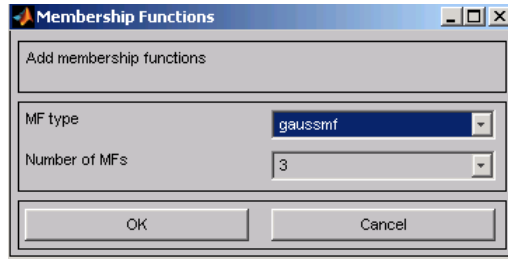 Membership Functions
Add membership functions
MF type gaussmf
Number of MFs 3
OK Cancel